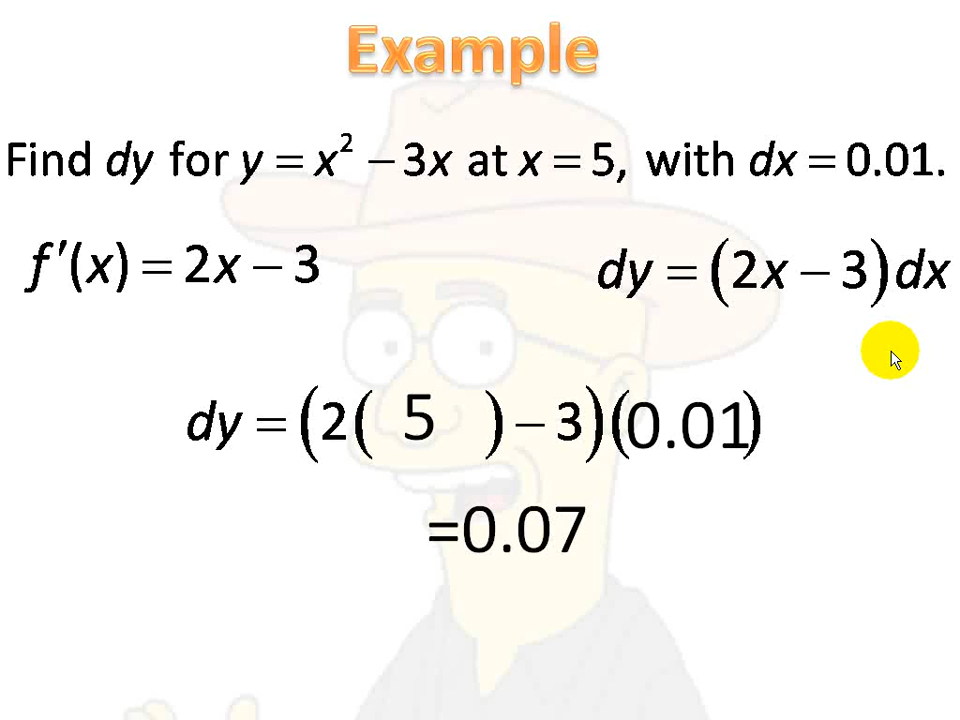 Example
Find dy for y = x² − 3x at x = 5, with dx = 0.01.
f′(x) = 2x − 3
dy = (2x − 3)dx
dy = (2( 5 ) − 3)(0.01)
=0.07